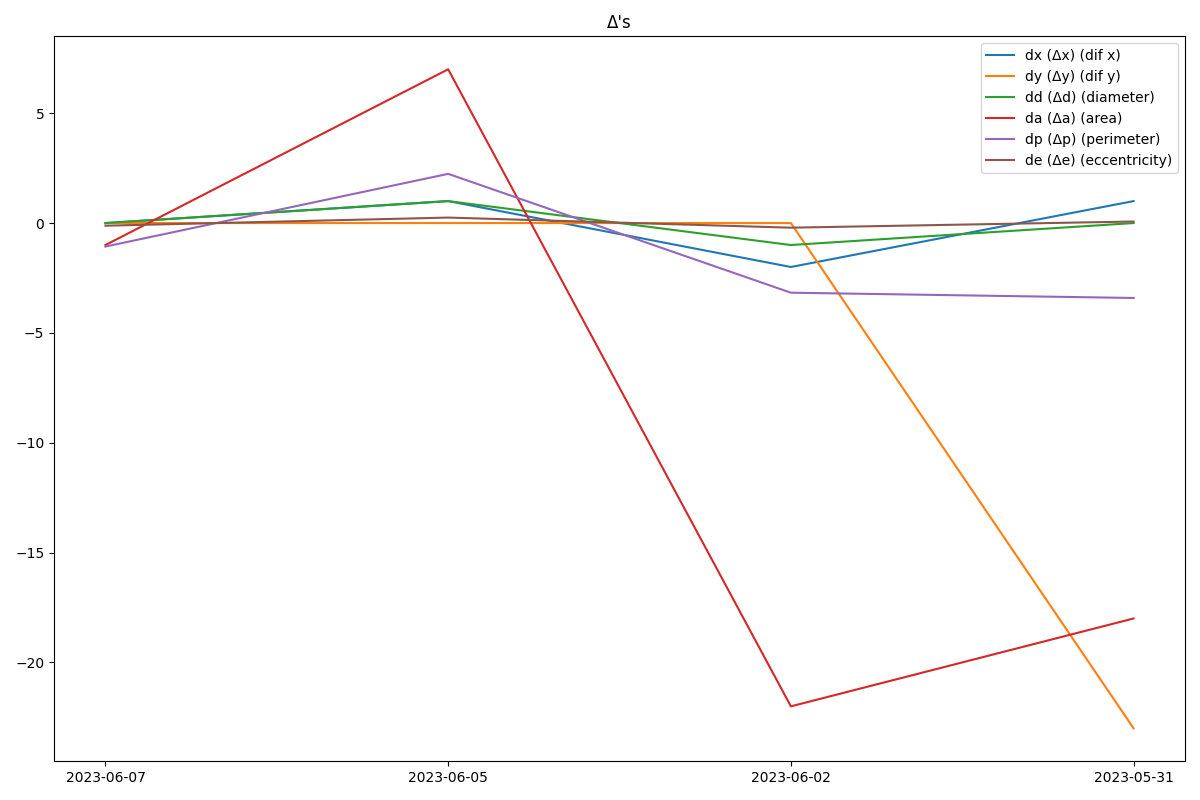 Δ's
dx (Δx) (dif x)
dy (Δy) (dif y)
dd (Δd) (diameter)
da (Δa) (area)
dp (Δp) (perimeter)
de (Δe) (eccentricity)
5
0
−5
−10
−15
−20
2023-06-07
2023-06-05
2023-06-02
2023-05-31